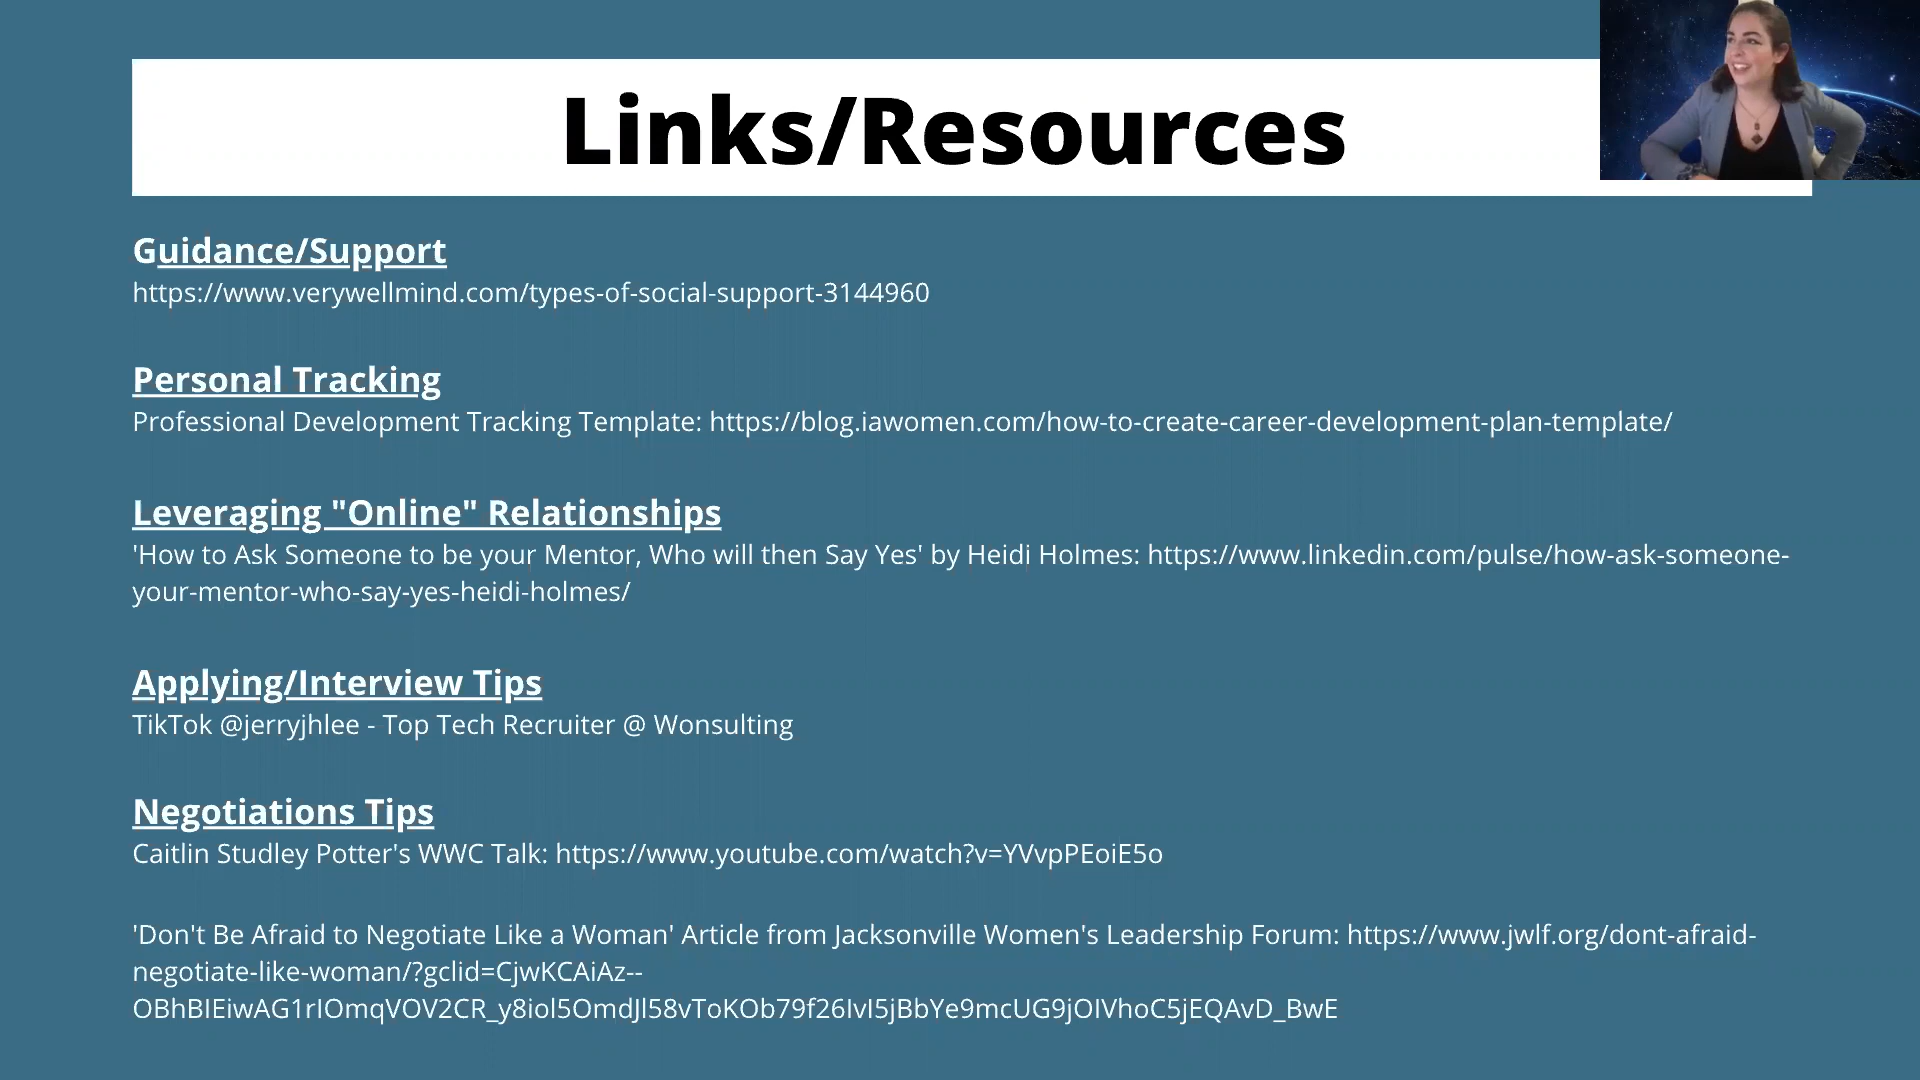 Links/Resources
Guidance/Support
https://www.verywellmind.com/types-of-social-support-3144960
Personal Tracking
Professional Development Tracking Template: https://blog.iawomen.com/how-to-create-career-development-plan-template/
Leveraging "Online" Relationships
'How to Ask Someone to be your Mentor, Who will then Say Yes' by Heidi Holmes: https://www.linkedin.com/pulse/how-ask-someone-
your-mentor-who-say-yes-heidi-holmes/
Applying/Interview Tips
TikTok @jerryjhlee - Top Tech Recruiter @ Wonsulting
Negotiations Tips
Caitlin Studley Potter's WWC Talk: https://www.youtube.com/watch?v=YVvpPEoiE5o
'Don't Be Afraid to Negotiate Like a Woman' Article from Jacksonville Women's Leadership Forum: https://www.jwlf.org/dont-afraid-
negotiate-like-woman/?gclid=CjwKCAiAz--
OBhBIEiwAG1rIOmqVOV2CR_y8iol5OmdJl58vToKOb79f26IvI5jBbYe9mcUG9jOIVhoC5jEQAvD_BwE